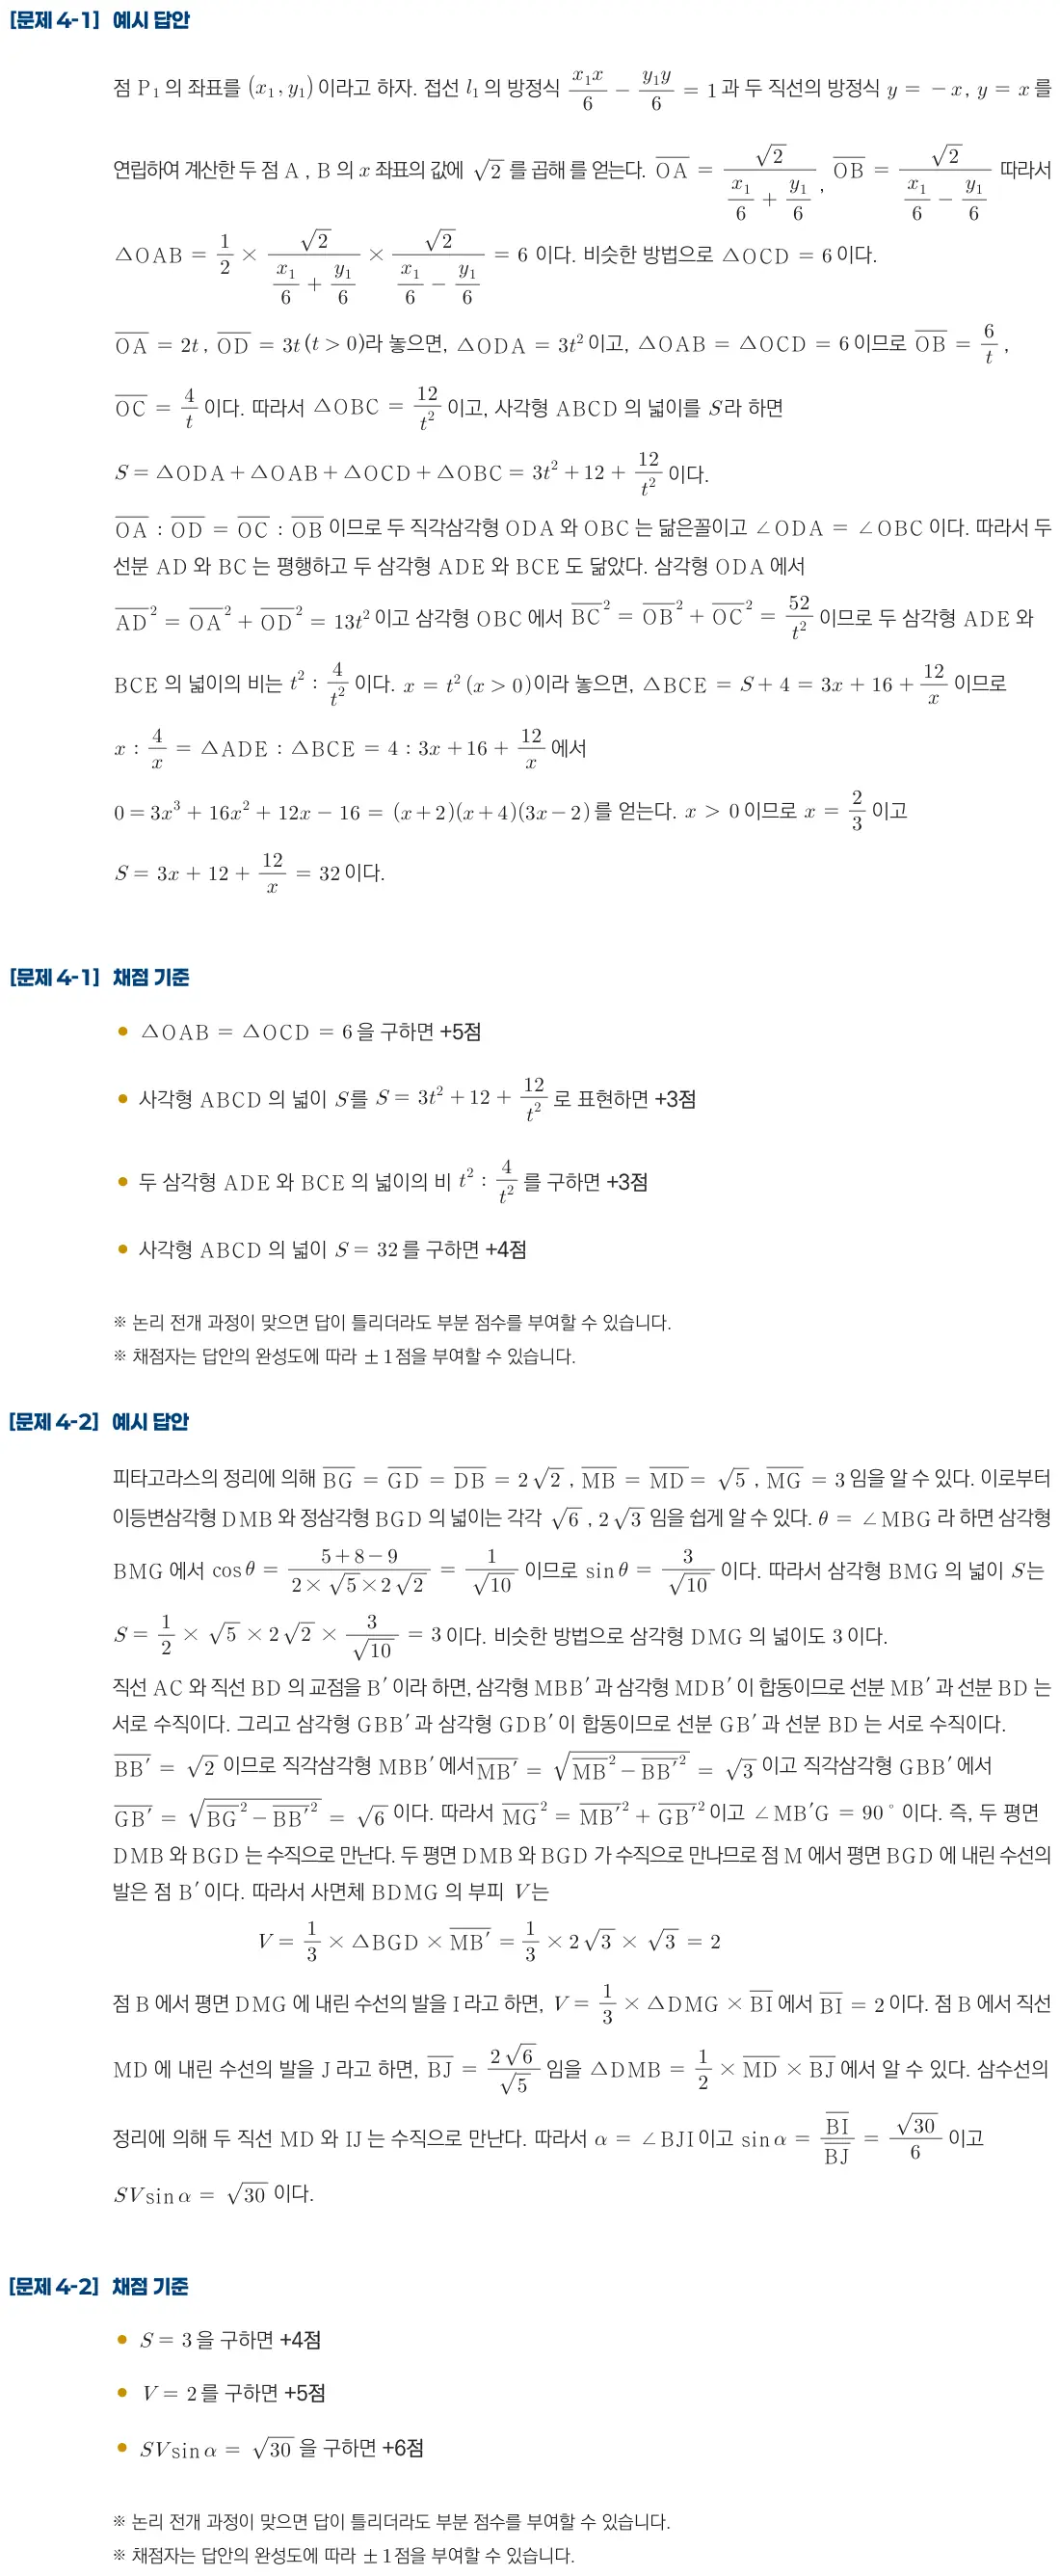 [문제 4-1] 예시 답안
점 P₁ 의 좌표를 (x₁, y₁) 이라고 하자. 접선 l₁ 의 방정식 x₁x/6 − y₁y/6 = 1 과 두 직선의 방정식 y = −x, y = x 를
연립하여 계산한 두 점 A, B 의 x 좌표의 값에 √2 를 곱해 를 얻는다. O̅A̅ = √2/(x₁/6 + y₁/6), O̅B̅ = √2/(x₁/6 − y₁/6) 따라서
△OAB = 1/2 × √2/(x₁/6 + y₁/6) × √2/(x₁/6 − y₁/6) = 6 이다. 비슷한 방법으로 △OCD = 6 이다.
O̅A̅ = 2t, O̅D̅ = 3t (t > 0)라 놓으면, △ODA = 3t² 이고, △OAB = △OCD = 6 이므로 O̅B̅ = 6/t,
O̅C̅ = 4/t 이다. 따라서 △OBC = 12/t² 이고, 사각형 ABCD 의 넓이를 S라 하면
S = △ODA + △OAB + △OCD + △OBC = 3t² + 12 + 12/t² 이다.
O̅A̅ : O̅D̅ = O̅C̅ : O̅B̅ 이므로 두 직각삼각형 ODA 와 OBC 는 닮은꼴이고 ∠ODA = ∠OBC 이다. 따라서 두
선분 AD 와 BC 는 평행하고 두 삼각형 ADE 와 BCE 도 닮았다. 삼각형 ODA 에서
A̅D̅² = O̅A̅² + O̅D̅² = 13t² 이고 삼각형 OBC 에서 B̅C̅² = O̅B̅² + O̅C̅² = 52/t² 이므로 두 삼각형 ADE 와
BCE 의 넓이의 비는 t² : 4/t² 이다. x = t² (x > 0)이라 놓으면, △BCE = S + 4 = 3x + 16 + 12/x 이므로
x : 4/x = △ADE : △BCE = 4 : 3x + 16 + 12/x 에서
0 = 3x³ + 16x² + 12x − 16 = (x+2)(x+4)(3x−2) 를 얻는다. x > 0 이므로 x = 2/3 이고
S = 3x + 12 + 12/x = 32 이다.
[문제 4-1] 채점 기준
• △OAB = △OCD = 6 을 구하면 +5점
• 사각형 ABCD 의 넓이 S를 S = 3t² + 12 + 12/t² 로 표현하면 +3점
• 두 삼각형 ADE 와 BCE 의 넓이의 비 t² : 4/t² 를 구하면 +3점
• 사각형 ABCD 의 넓이 S = 32 를 구하면 +4점
※ 논리 전개 과정이 맞으면 답이 틀리더라도 부분 점수를 부여할 수 있습니다.
※ 채점자는 답안의 완성도에 따라 ±1점을 부여할 수 있습니다.
[문제 4-2] 예시 답안
피타고라스의 정리에 의해 B̅G̅ = G̅D̅ = D̅B̅ = 2√2, M̅B̅ = M̅D̅ = √5, M̅G̅ = 3 임을 알 수 있다. 이로부터
이등변삼각형 DMB 와 정삼각형 BGD 의 넓이는 각각 √6, 2√3 임을 쉽게 알 수 있다. θ = ∠MBG 라 하면 삼각형
BMG 에서 cosθ = (5+8−9)/(2×√5×2√2) = 1/√10 이므로 sinθ = 3/√10 이다. 따라서 삼각형 BMG 의 넓이 S는
S = 1/2 × √5 × 2√2 × 3/√10 = 3 이다. 비슷한 방법으로 삼각형 DMG 의 넓이도 3 이다.
직선 AC 와 직선 BD 의 교점을 B′ 이라 하면, 삼각형 MBB′ 과 삼각형 MDB′ 이 합동이므로 선분 MB′ 과 선분 BD 는
서로 수직이다. 그리고 삼각형 GBB′ 과 삼각형 GDB′ 이 합동이므로 선분 GB′ 과 선분 BD 는 서로 수직이다.
B̅B̅′ = √2 이므로 직각삼각형 MBB′ 에서 M̅B̅′ = √(M̅B̅² − B̅B̅′²) = √3 이고 직각삼각형 GBB′ 에서
G̅B̅′ = √(B̅G̅² − B̅B̅′²) = √6 이다. 따라서 M̅G̅² = M̅B̅′² + G̅B̅′² 이고 ∠MB′G = 90° 이다. 즉, 두 평면
DMB 와 BGD 는 수직으로 만난다. 두 평면 DMB 와 BGD 가 수직으로 만나므로 점 M 에서 평면 BGD 에 내린 수선의
발은 점 B′ 이다. 따라서 사면체 BDMG 의 부피 V는
V = 1/3 × △BGD × M̅B̅′ = 1/3 × 2√3 × √3 = 2
점 B 에서 평면 DMG 에 내린 수선의 발을 I 라고 하면, V = 1/3 × △DMG × B̅I̅ 에서 B̅I̅ = 2 이다. 점 B 에서 직선
MD 에 내린 수선의 발을 J 라고 하면, B̅J̅ = 2√6/√5 임을 △DMB = 1/2 × M̅D̅ × B̅J̅ 에서 알 수 있다. 삼수선의
정리에 의해 두 직선 MD 와 IJ 는 수직으로 만난다. 따라서 α = ∠BJI 이고 sinα = B̅I̅/B̅J̅ = √30/6 이고
SVsinα = √30 이다.
[문제 4-2] 채점 기준
• S = 3 을 구하면 +4점
• V = 2 를 구하면 +5점
• SVsinα = √30 을 구하면 +6점
※ 논리 전개 과정이 맞으면 답이 틀리더라도 부분 점수를 부여할 수 있습니다.
※ 채점자는 답안의 완성도에 따라 ±1점을 부여할 수 있습니다.